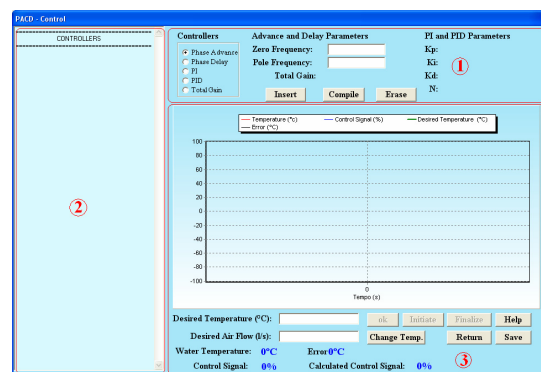 PACD - Control
CONTROLLERS
Controllers
Phase Advance
Phase Delay
PI
PID
Total Gain
Advance and Delay Parameters
Zero Frequency:
Pole Frequency:
Total Gain:
Insert Compile Erase
PI and PID Parameters
Kp:
Ki:
Kd:
N:
1
2
Temperature (°c) Control Signal (%) Desired Temperature (°C)
Error (°C)
100
80
60
40
20
0
-20
-40
-60
-80
-100
0
Tempo (s)
Desired Temperature (°C): ok Initiate Finalize Help
Desired Air Flow (l/s): Change Temp. Return Save
Water Temperature: 0°C Error0°C
Control Signal: 0% Calculated Control Signal: 0%
3